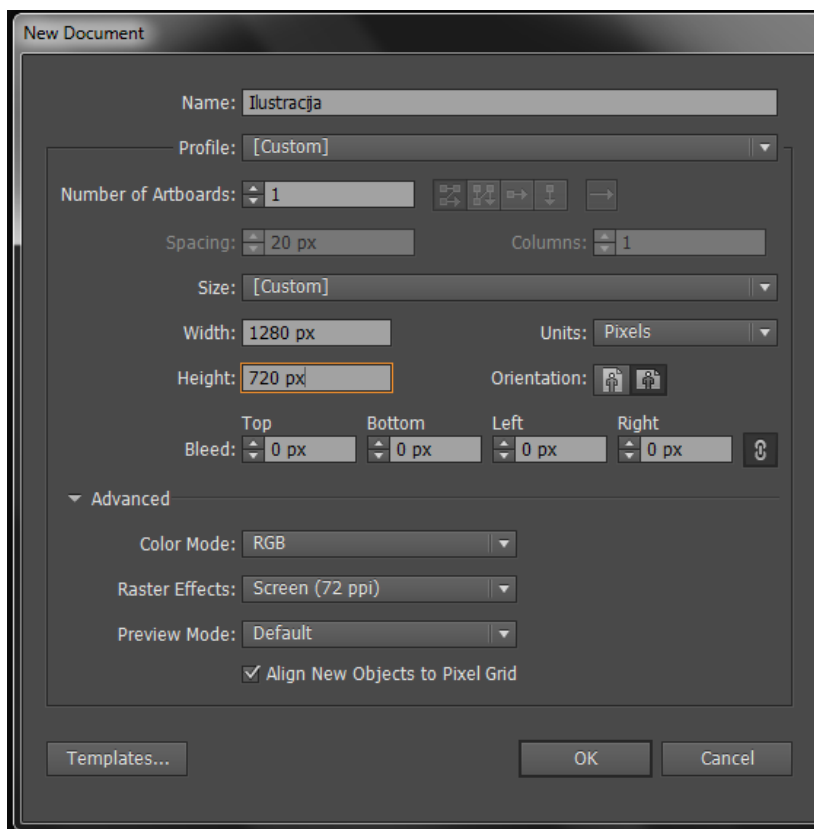 New Document
Name: Ilustracija
Profile: [Custom]
Number of Artboards: 1
Spacing: 20 px Columns: 1
Size: [Custom]
Width: 1280 px Units: Pixels
Height: 720 px Orientation:
Top Bottom Left Right
Bleed: 0 px 0 px 0 px 0 px
Advanced
Color Mode: RGB
Raster Effects: Screen (72 ppi)
Preview Mode: Default
Align New Objects to Pixel Grid
Templates... OK Cancel